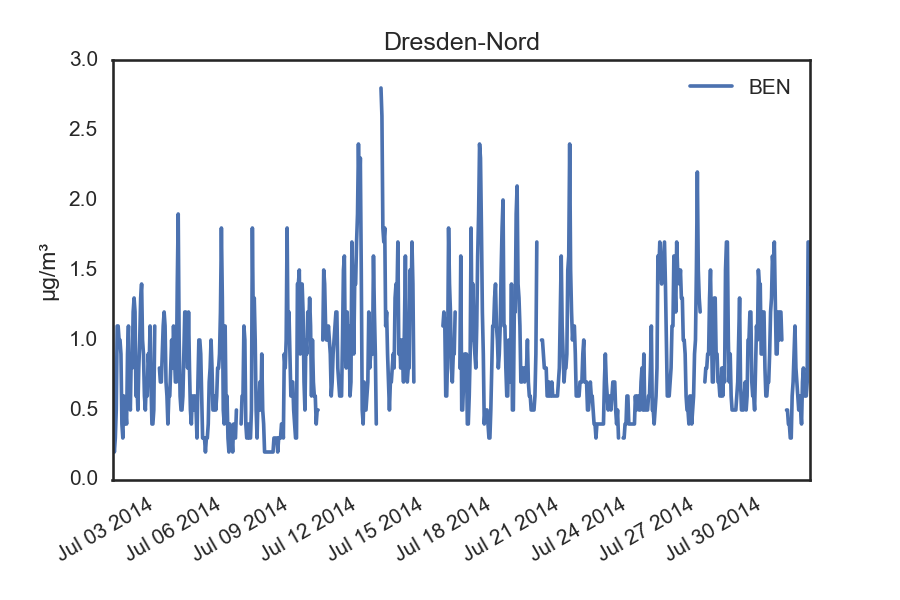 Dresden-Nord
3.0
2.5
2.0
1.5
1.0
0.5
0.0
µg/m³
BEN
Jul 03 2014
Jul 06 2014
Jul 09 2014
Jul 12 2014
Jul 15 2014
Jul 18 2014
Jul 21 2014
Jul 24 2014
Jul 27 2014
Jul 30 2014